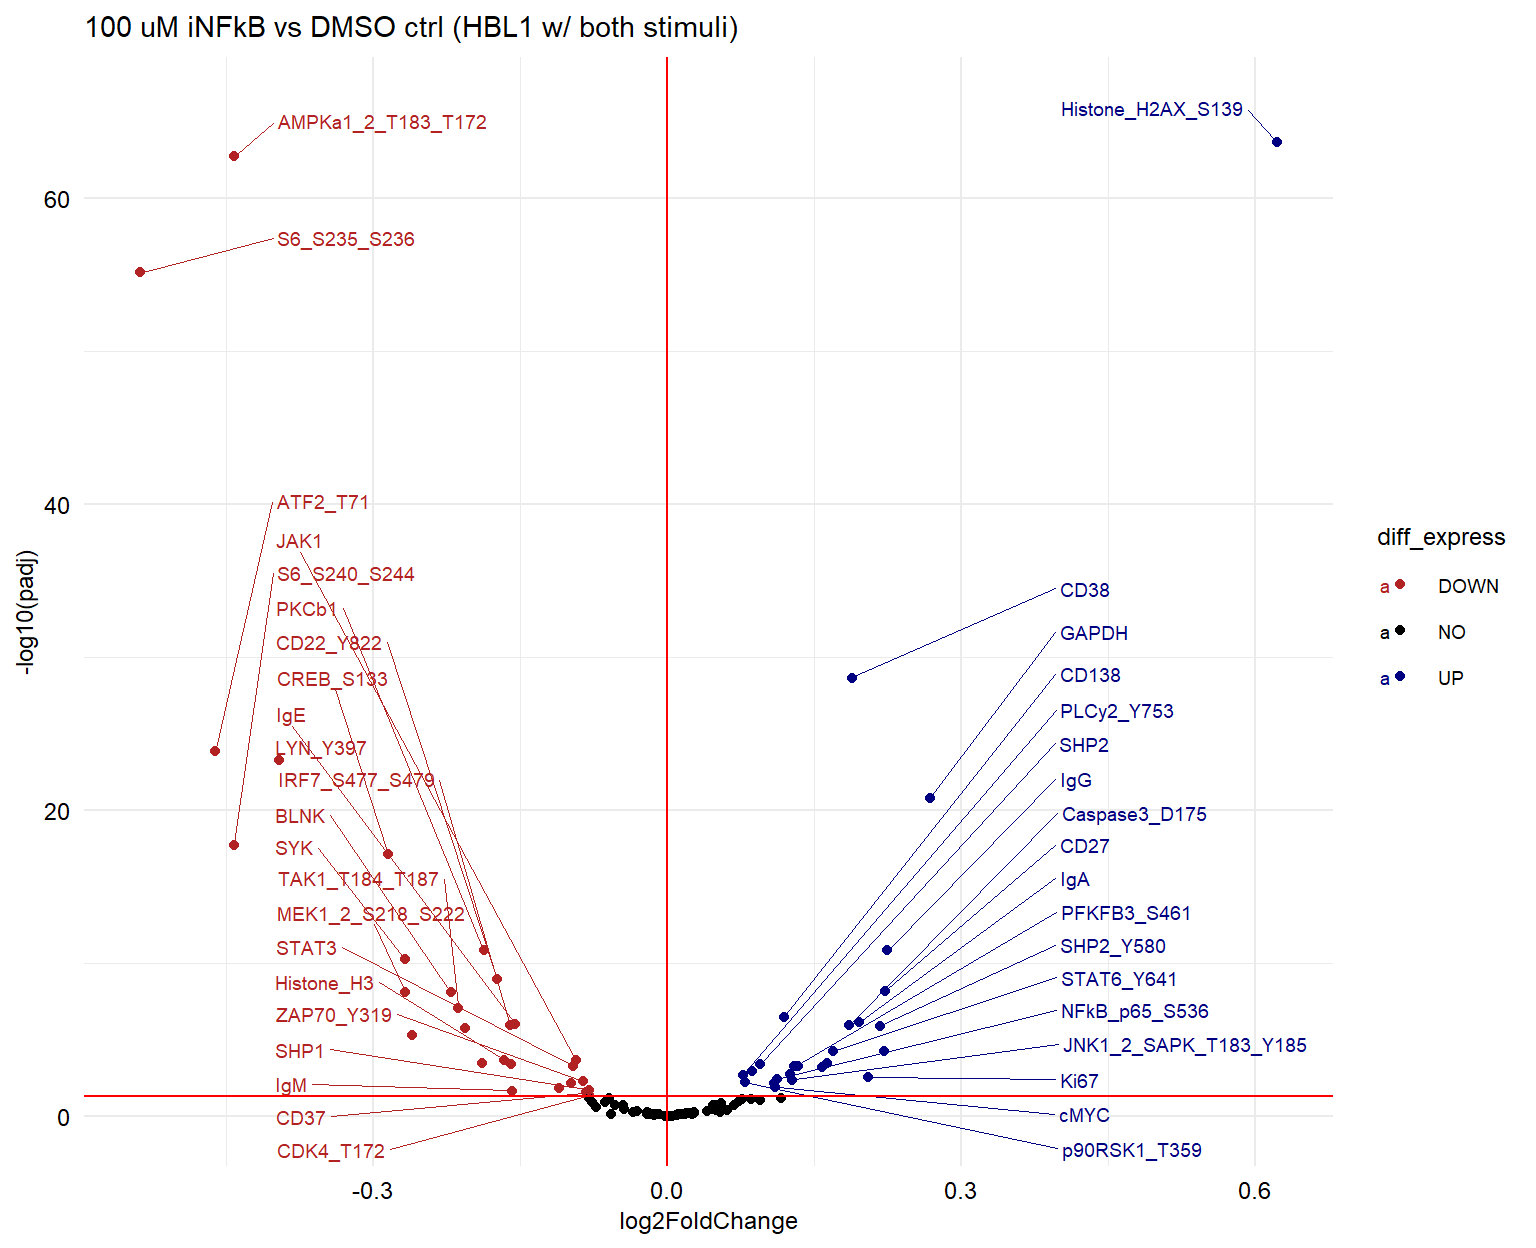 100 uM iNFkB vs DMSO ctrl (HBL1 w/ both stimuli)
-log10(padj)
60
40
20
0
AMPKa1_2_T183_T172
S6_S235_S236
ATF2_T71
JAK1
S6_S240_S244
PKCb1
CD22_Y822
CREB_S133
IgE
LYN_Y397
IRF7_S477_S479
BLNK
SYK
TAK1_T184_T187
MEK1_2_S218_S222
STAT3
Histone_H3
ZAP70_Y319
SHP1
IgM
CD37
CDK4_T172
Histone_H2AX_S139
CD38
GAPDH
CD138
PLCy2_Y753
SHP2
IgG
Caspase3_D175
CD27
IgA
PFKFB3_S461
SHP2_Y580
STAT6_Y641
NFkB_p65_S536
JNK1_2_SAPK_T183_Y185
Ki67
cMYC
p90RSK1_T359
-0.3
0.0
0.3
0.6
log2FoldChange
diff_express
a DOWN
a NO
a UP